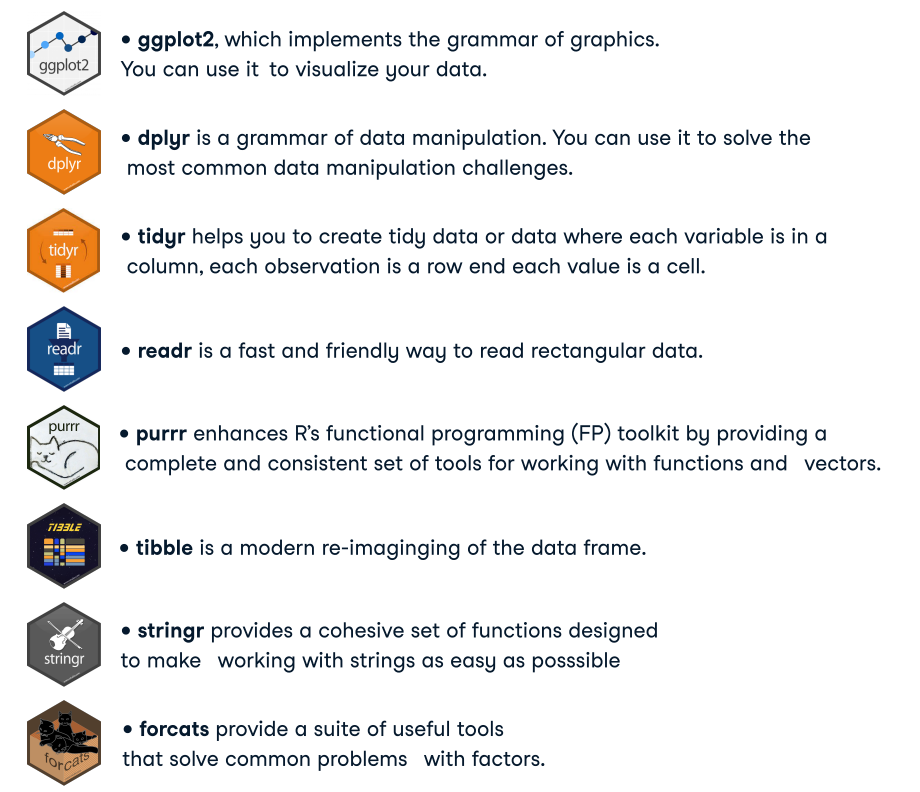 ggplot2
• ggplot2, which implements the grammar of graphics.
You can use it to visualize your data.
dplyr
• dplyr is a grammar of data manipulation. You can use it to solve the
most common data manipulation challenges.
tidyr
• tidyr helps you to create tidy data or data where each variable is in a
column, each observation is a row end each value is a cell.
readr
• readr is a fast and friendly way to read rectangular data.
purrr
• purrr enhances R's functional programming (FP) toolkit by providing a
complete and consistent set of tools for working with functions and vectors.
TIBBLE
• tibble is a modern re-imaginging of the data frame.
stringr
• stringr provides a cohesive set of functions designed
to make working with strings as easy as posssible
forcats
• forcats provide a suite of useful tools
that solve common problems with factors.